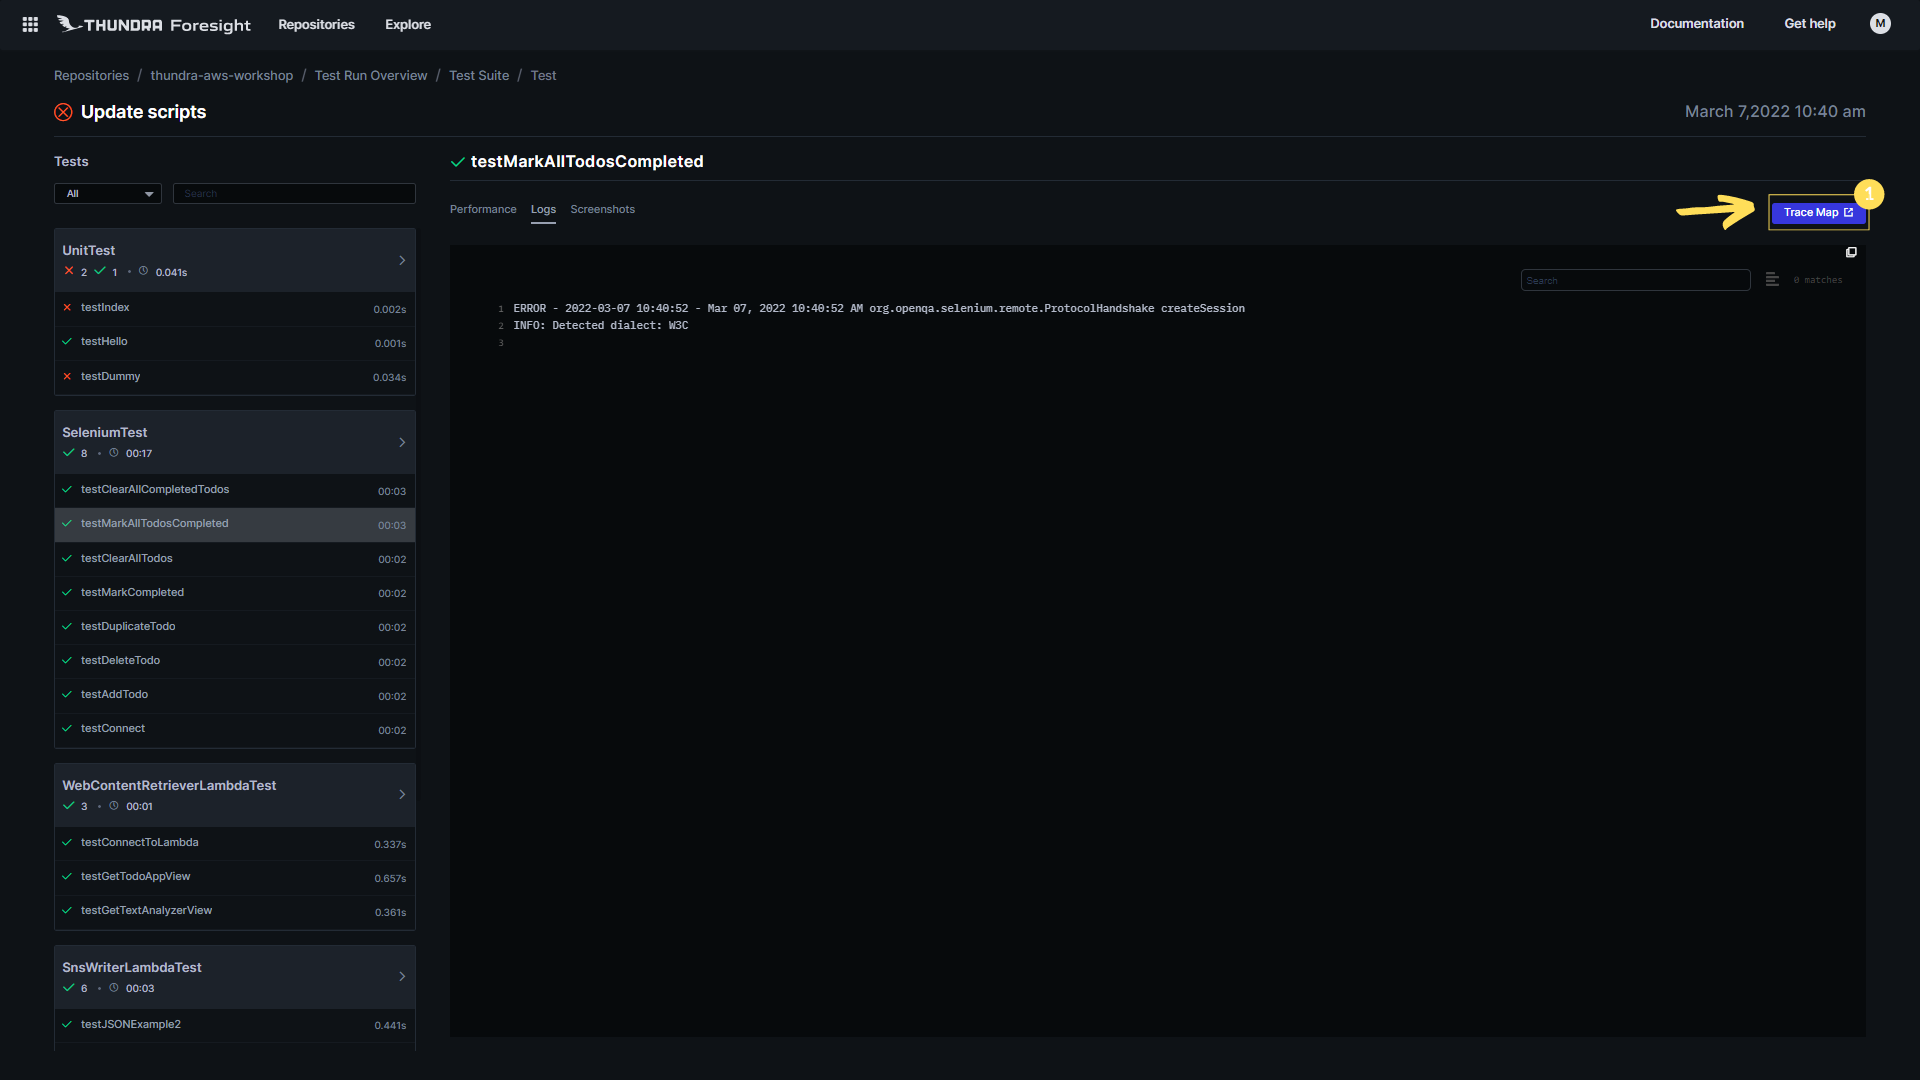 THUNDRA Foresight
Repositories
Explore
Documentation
Get help
M
Repositories / thundra-aws-workshop / Test Run Overview / Test Suite / Test
Update scripts
March 7,2022 10:40 am
Tests
All
Search
UnitTest
2 1 • 0.041s
testIndex 0.002s
testHello 0.001s
testDummy 0.034s
SeleniumTest
8 • 00:17
testClearAllCompletedTodos 00:03
testMarkAllTodosCompleted 00:03
testClearAllTodos 00:02
testMarkCompleted 00:02
testDuplicateTodo 00:02
testDeleteTodo 00:02
testAddTodo 00:02
testConnect 00:02
WebContentRetrieverLambdaTest
3 • 00:01
testConnectToLambda 0.337s
testGetTodoAppView 0.657s
testGetTextAnalyzerView 0.361s
SnsWriterLambdaTest
6 • 00:03
testJSONExample2 0.441s
testMarkAllTodosCompleted
Performance Logs Screenshots
1
Trace Map
Search
0 matches
1 ERROR - 2022-03-07 10:40:52 - Mar 07, 2022 10:40:52 AM org.openqa.selenium.remote.ProtocolHandshake createSession
2 INFO: Detected dialect: W3C
3